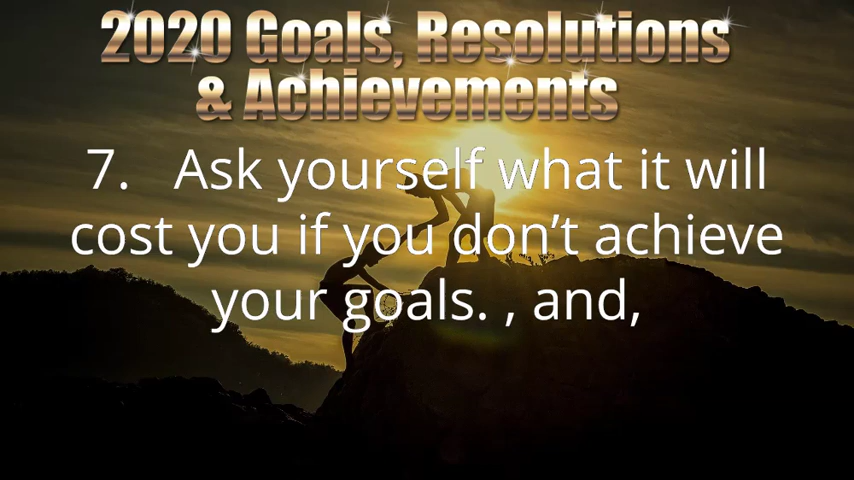 2020 Goals, Resolutions
& Achievements
7. Ask yourself what it will
cost you if you don’t achieve
your goals. , and,